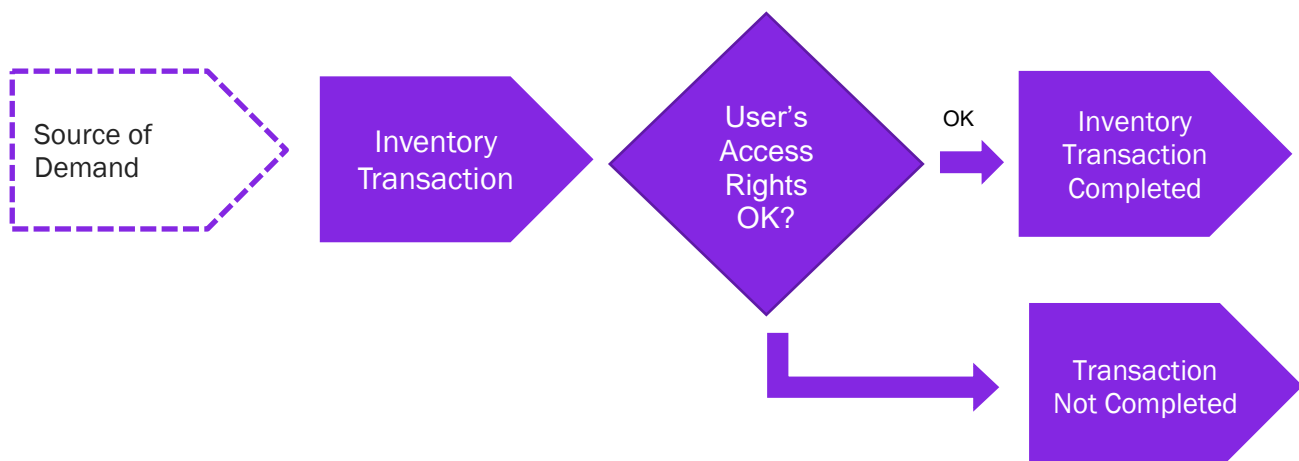 Source of
Demand
Inventory
Transaction
User's
Access
Rights
OK?
OK
Inventory
Transaction
Completed
Transaction
Not Completed